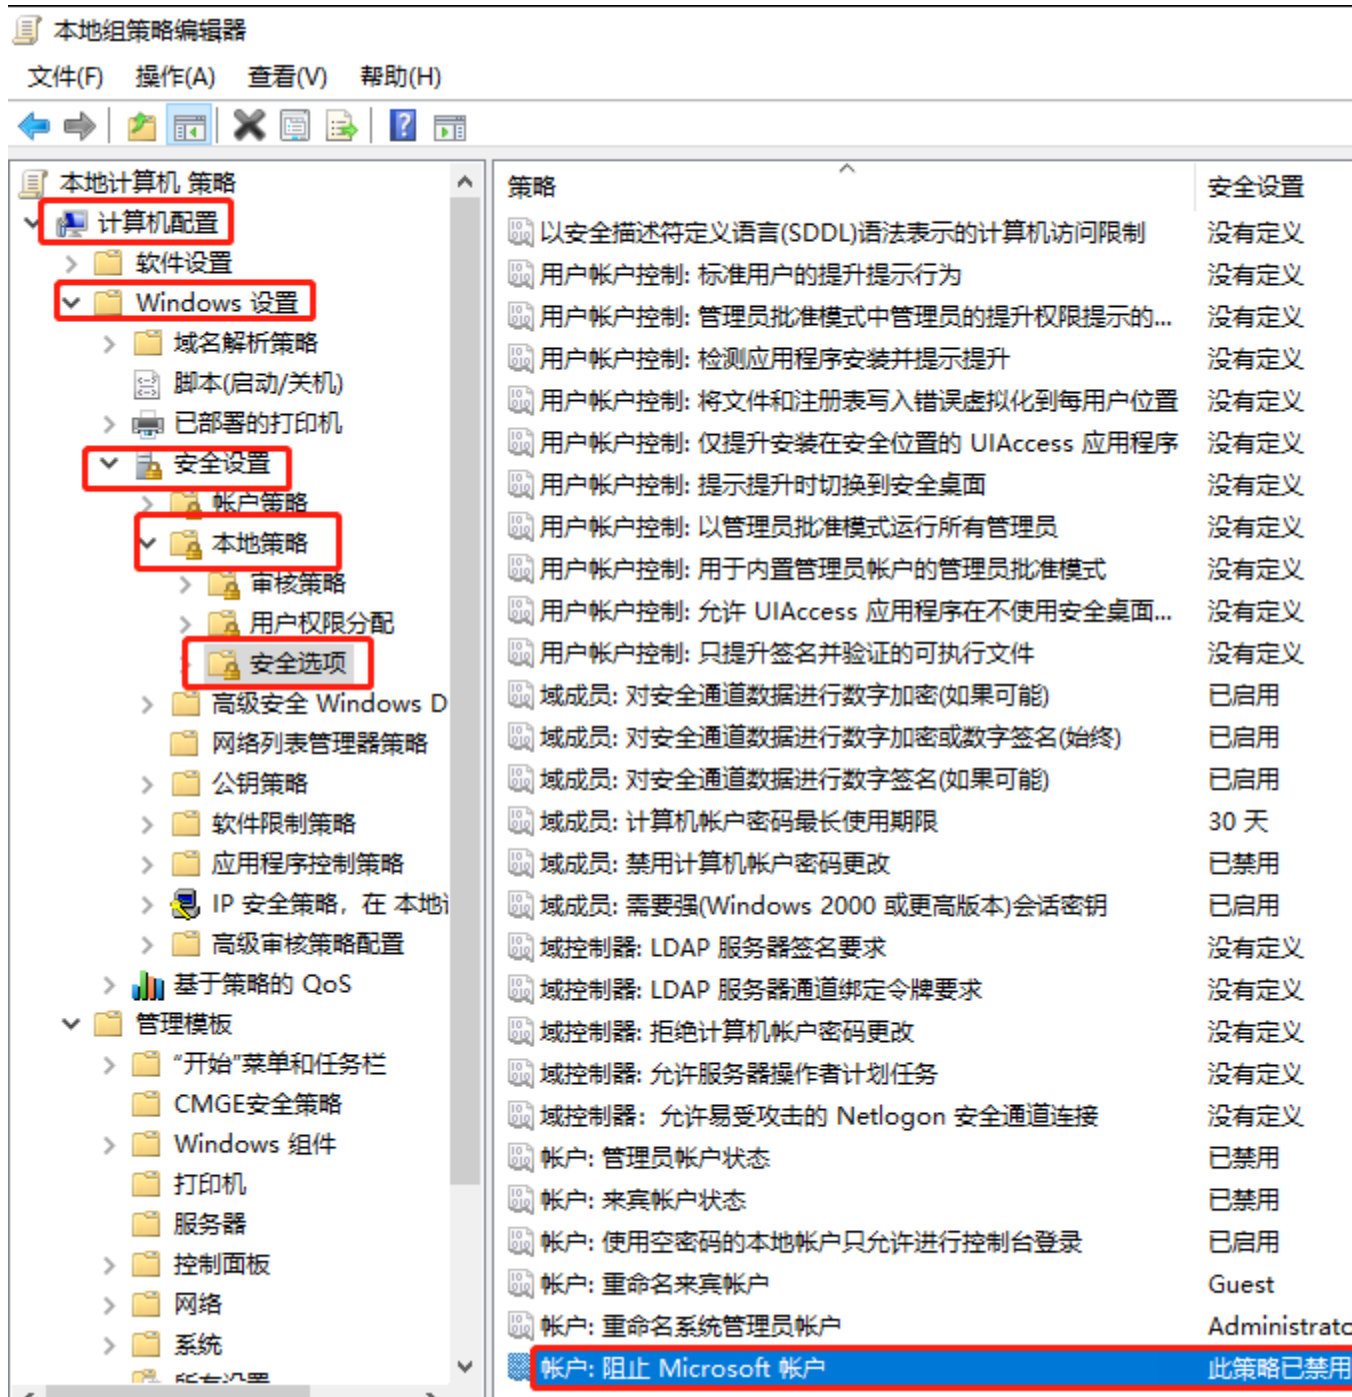 本地组策略编辑器
文件(F) 操作(A) 查看(V) 帮助(H)
本地计算机 策略
计算机配置
软件设置
Windows 设置
域名解析策略
脚本(启动/关机)
已部署的打印机
安全设置
帐户策略
本地策略
审核策略
用户权限分配
安全选项
高级安全 Windows D
网络列表管理器策略
公钥策略
软件限制策略
应用程序控制策略
IP 安全策略，在 本地
高级审核策略配置
基于策略的 QoS
管理模板
“开始”菜单和任务栏
CMGE安全策略
Windows 组件
打印机
服务器
控制面板
网络
系统
所有设置
策略 安全设置
以安全描述符定义语言(SDDL)语法表示的计算机访问限制 没有定义
用户帐户控制: 标准用户的提升提示行为 没有定义
用户帐户控制: 管理员批准模式中管理员的提升权限提示的... 没有定义
用户帐户控制: 检测应用程序安装并提示提升 没有定义
用户帐户控制: 将文件和注册表写入错误虚拟化到每用户位置 没有定义
用户帐户控制: 仅提升安装在安全位置的 UIAccess 应用程序 没有定义
用户帐户控制: 提示提升时切换到安全桌面 没有定义
用户帐户控制: 以管理员批准模式运行所有管理员 没有定义
用户帐户控制: 用于内置管理员帐户的管理员批准模式 没有定义
用户帐户控制: 允许 UIAccess 应用程序在不使用安全桌面... 没有定义
用户帐户控制: 只提升签名并验证的可执行文件 没有定义
域成员: 对安全通道数据进行数字加密(如果可能) 已启用
域成员: 对安全通道数据进行数字加密或数字签名(始终) 已启用
域成员: 对安全通道数据进行数字签名(如果可能) 已启用
域成员: 计算机帐户密码最长使用期限 30 天
域成员: 禁用计算机帐户密码更改 已禁用
域成员: 需要强(Windows 2000 或更高版本)会话密钥 已启用
域控制器: LDAP 服务器签名要求 没有定义
域控制器: LDAP 服务器通道绑定令牌要求 没有定义
域控制器: 拒绝计算机帐户密码更改 没有定义
域控制器: 允许服务器操作者计划任务 没有定义
域控制器：允许易受攻击的 Netlogon 安全通道连接 没有定义
帐户: 管理员帐户状态 已禁用
帐户: 来宾帐户状态 已禁用
帐户: 使用空密码的本地帐户只允许进行控制台登录 已启用
帐户: 重命名来宾帐户 Guest
帐户: 重命名系统管理员帐户 Administrato
帐户: 阻止 Microsoft 帐户 此策略已禁用